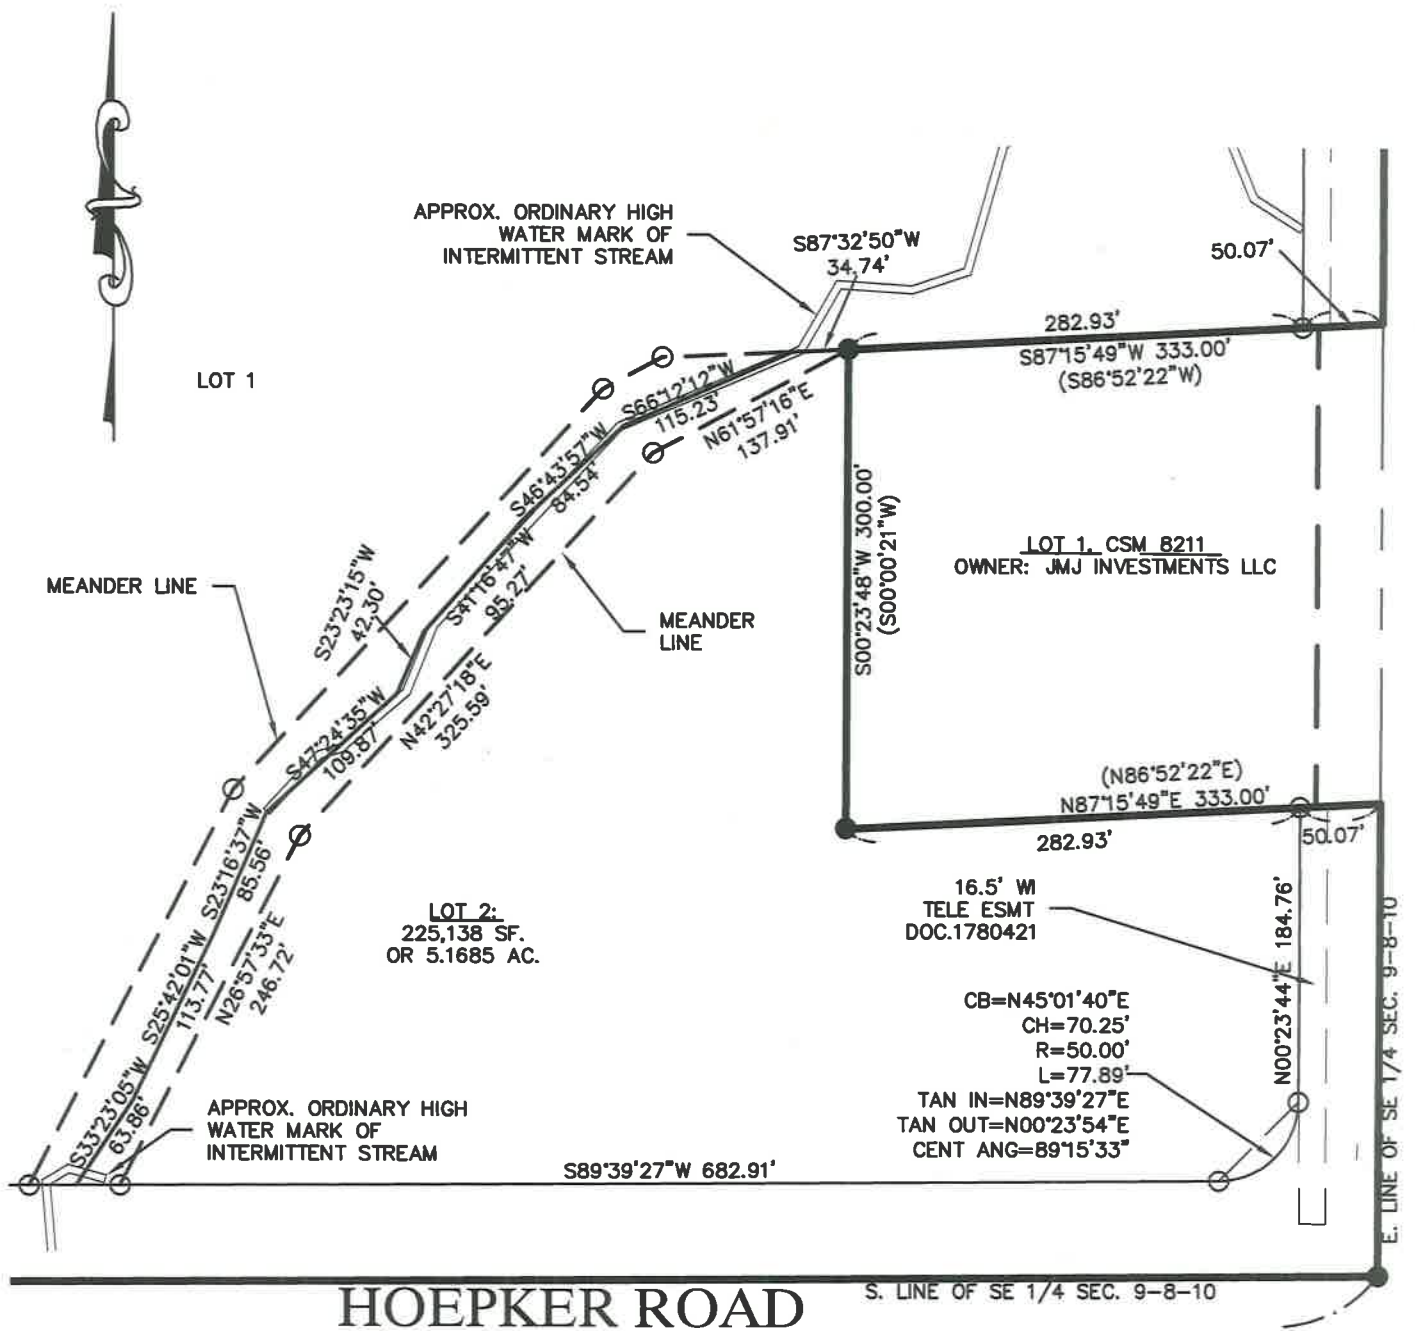 APPROX. ORDINARY HIGH
WATER MARK OF
INTERMITTENT STREAM
S87°32'50"W
34.74'
50.07'
282.93'
S87°15'49"W 333.00'
(S86°52'22"W)
LOT 1
S66°12'12"W
115.23'
N61°57'16"E
137.91'
S46°43'57"W
84.54'
S41°16'47"W
95.27'
S00°23'48"W 300.00'
(S00°00'21"W)
LOT 1, CSM 8211
OWNER: JMJ INVESTMENTS LLC
MEANDER LINE
S23°23'15"W
42.30'
MEANDER
LINE
N42°27'18"E
325.59'
S47°24'35"W
109.87'
(N86°52'22"E)
N87°15'49"E 333.00'
282.93'
50.07'
S23°16'37"W
85.56'
LOT 2:
225,138 SF.
OR 5.1685 AC.
16.5' WI
TELE ESMT
DOC.1780421
N26°57'33"E
246.72'
S25°42'01"W
113.77'
N00°23'44"E 184.76'
CB=N45°01'40"E
CH=70.25'
R=50.00'
L=77.89'
TAN IN=N89°39'27"E
TAN OUT=N00°23'54"E
CENT ANG=89°15'33"
E. LINE OF SE 1/4 SEC. 9-8-10
S33°23'05"W
63.86'
APPROX. ORDINARY HIGH
WATER MARK OF
INTERMITTENT STREAM
S89°39'27"W 682.91'
S. LINE OF SE 1/4 SEC. 9-8-10
HOEPKER ROAD